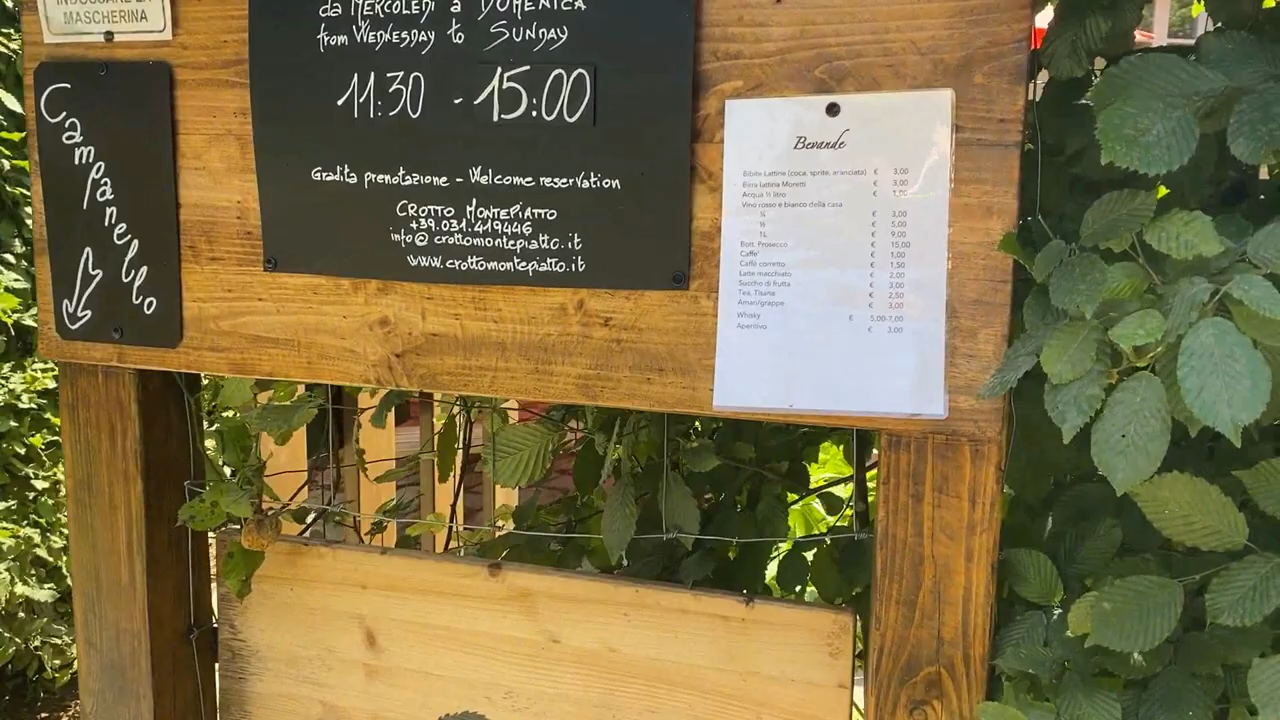 INDOSSARE LA
MASCHERINA
Campanello
da MERCOLEDI a DOMENICA
from WEDNESDAY to SUNDAY
11:30 - 15:00
Gradita prenotazione - Welcome reservation
CROTTO MONTEPIATTO
+39.031.419446
info@crottomontepiatto.it
www.crottomontepiatto.it
Bevande
Bibite Lattine (coca, sprite, aranciata) € 3,00
Birra lattina Moretti € 3,00
Acqua ½ litro € 1,00
Vino rosso e bianco della casa
¼ € 3,00
½ € 5,00
1L € 9,00
Bott. Prosecco € 15,00
Caffe' € 1,00
Caffè corretto € 1,50
Latte macchiato € 2,00
Succho di frutta € 3,00
Tea, Tisana € 2,50
Amari/grappe € 3,00
Whisky € 5,00-7,00
Aperitivo € 3,00